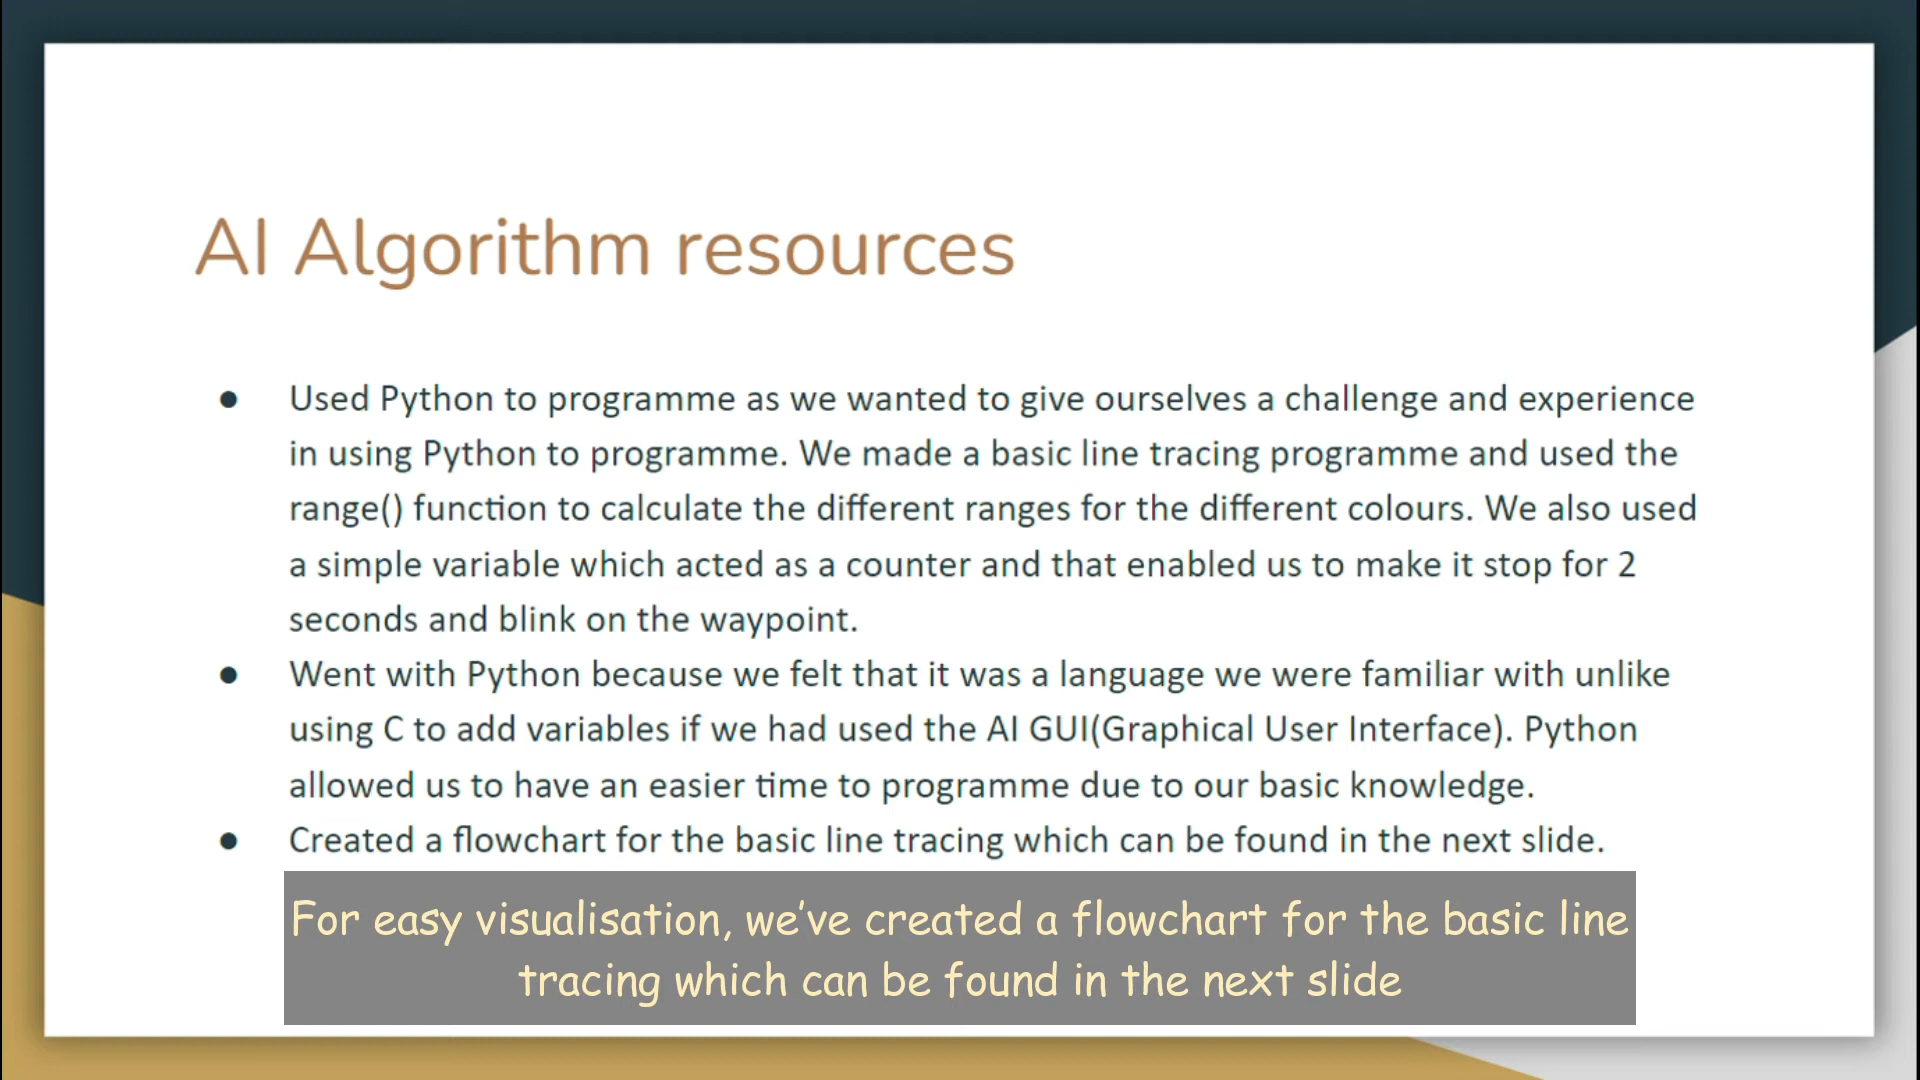 AI Algorithm resources
● Used Python to programme as we wanted to give ourselves a challenge and experience
in using Python to programme. We made a basic line tracing programme and used the
range() function to calculate the different ranges for the different colours. We also used
a simple variable which acted as a counter and that enabled us to make it stop for 2
seconds and blink on the waypoint.
● Went with Python because we felt that it was a language we were familiar with unlike
using C to add variables if we had used the AI GUI(Graphical User Interface). Python
allowed us to have an easier time to programme due to our basic knowledge.
● Created a flowchart for the basic line tracing which can be found in the next slide.
For easy visualisation, we've created a flowchart for the basic line
tracing which can be found in the next slide